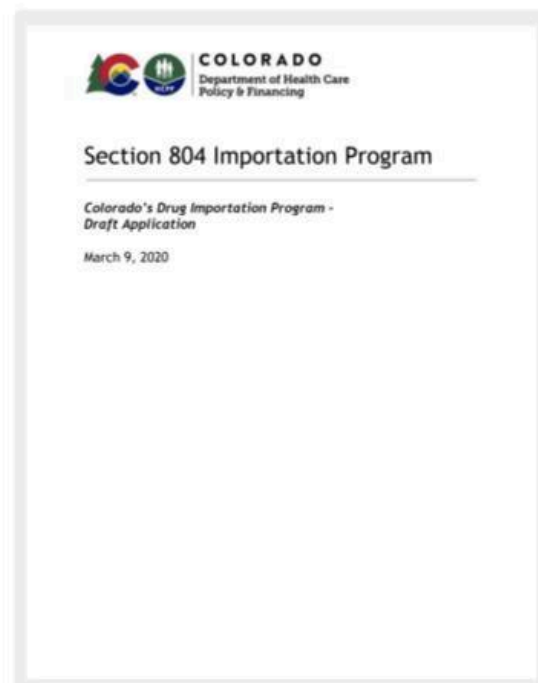 COLORADO
Department of Health Care
Policy & Financing
HCPF
Section 804 Importation Program
Colorado's Drug Importation Program -
Draft Application
March 9, 2020